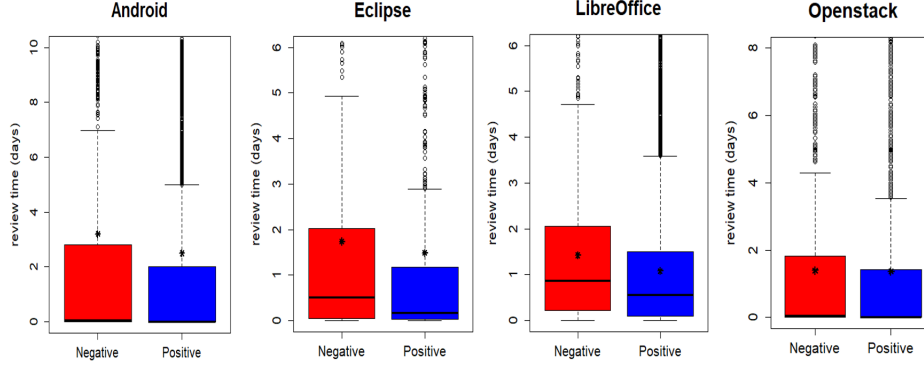 Android
Eclipse
LibreOffice
Openstack
review time (days)
10
8
6
4
2
0
Negative
Positive
review time (days)
6
5
4
3
2
1
0
Negative
Positive
review time (days)
6
5
4
3
2
1
0
Negative
Positive
review time (days)
8
6
4
2
0
Negative
Positive